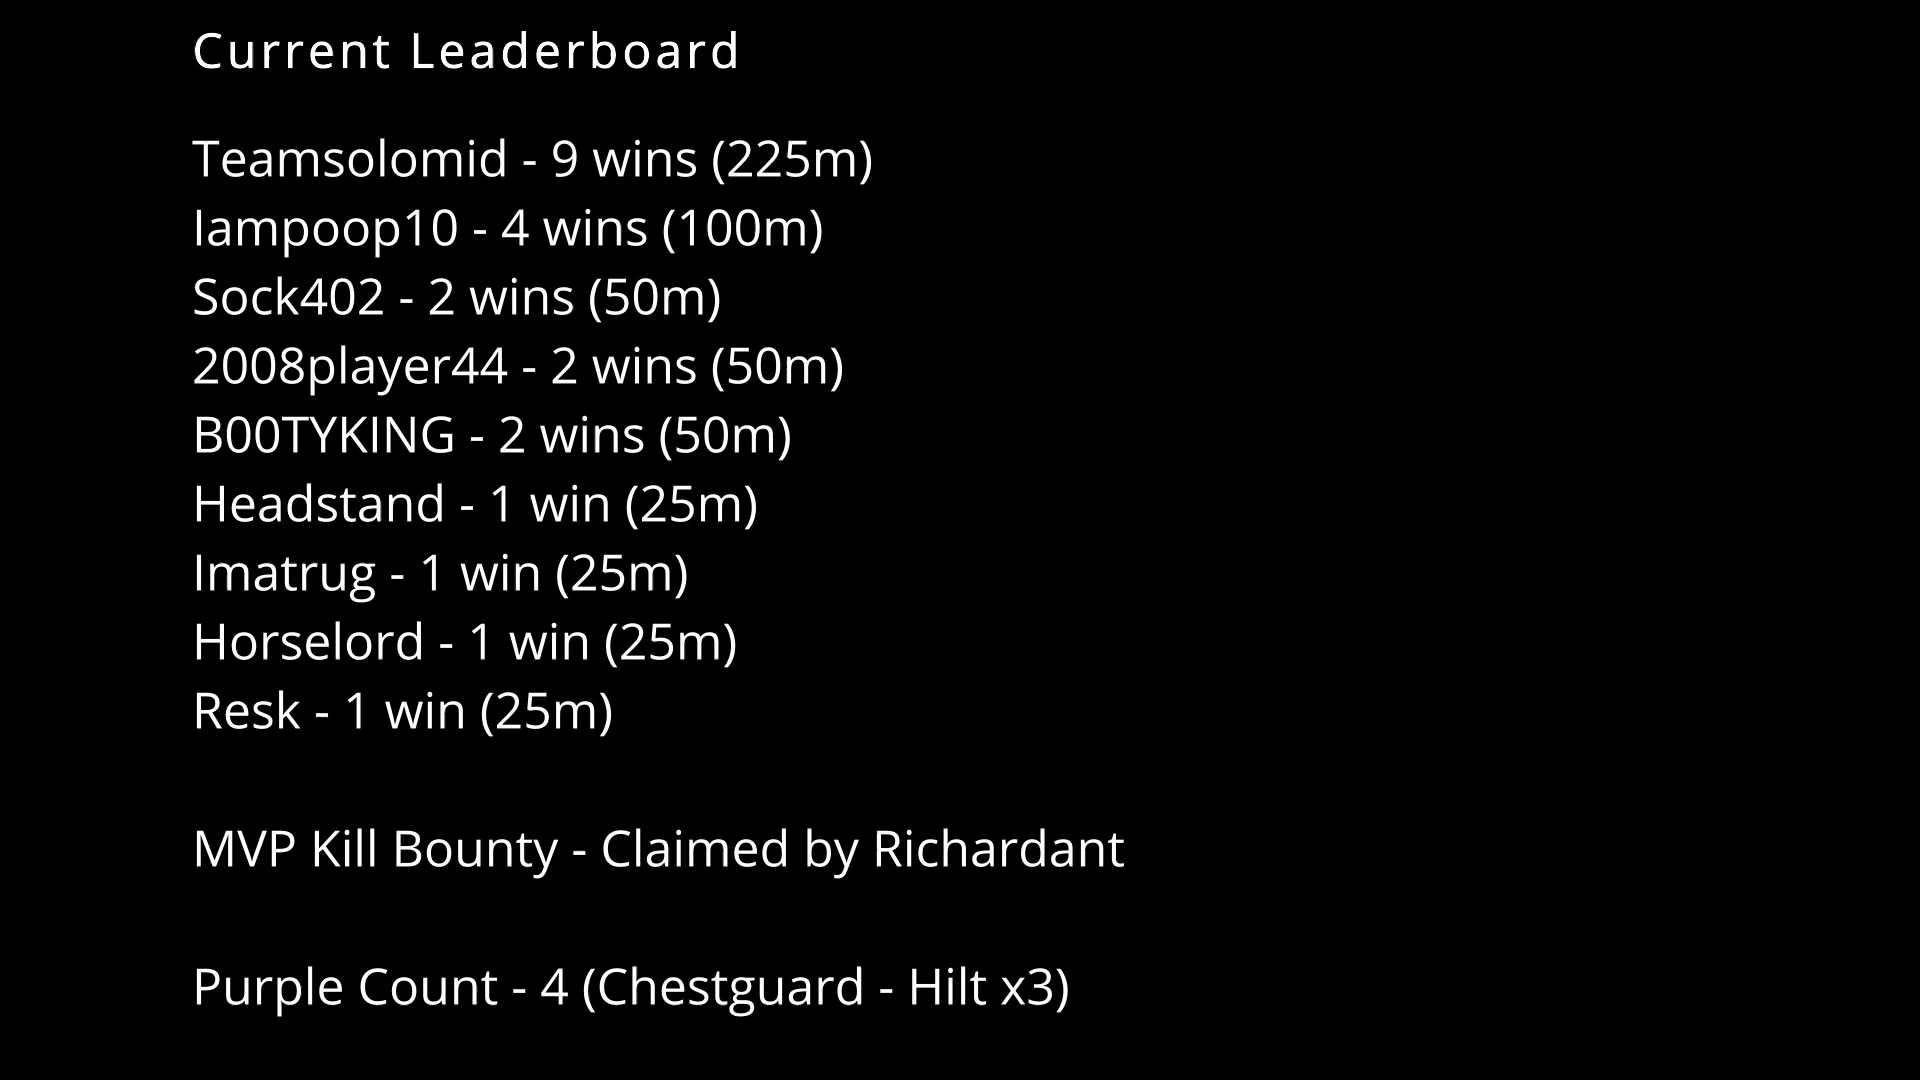 Current Leaderboard
Teamsolomid - 9 wins (225m)
Iampoop10 - 4 wins (100m)
Sock402 - 2 wins (50m)
2008player44 - 2 wins (50m)
B00TYKING - 2 wins (50m)
Headstand - 1 win (25m)
Imatrug - 1 win (25m)
Horselord - 1 win (25m)
Resk - 1 win (25m)
MVP Kill Bounty - Claimed by Richardant
Purple Count - 4 (Chestguard - Hilt x3)